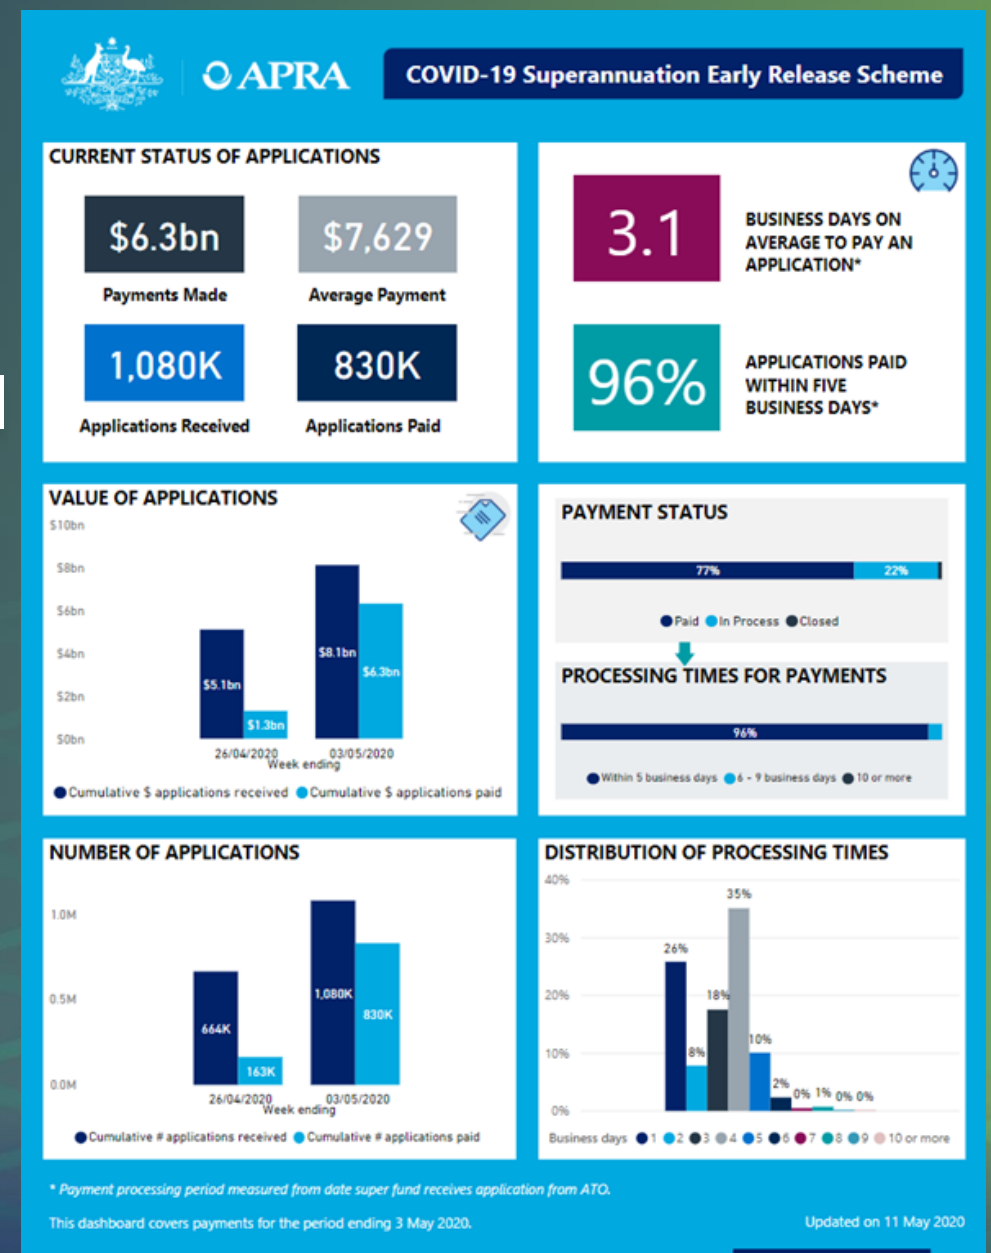 APRA
COVID-19 Superannuation Early Release Scheme
CURRENT STATUS OF APPLICATIONS
$6.3bn
Payments Made
$7,629
Average Payment
1,080K
Applications Received
830K
Applications Paid
3.1
BUSINESS DAYS ON
AVERAGE TO PAY AN
APPLICATION*
96%
APPLICATIONS PAID
WITHIN FIVE
BUSINESS DAYS*
VALUE OF APPLICATIONS
$10bn
$8bn
$6bn
$4bn
$2bn
$0bn
$5.1bn
$1.3bn
$8.1bn
$6.3bn
26/04/2020
03/05/2020
Week ending
Cumulative $ applications received
Cumulative $ applications paid
PAYMENT STATUS
77%
22%
Paid
In Process
Closed
PROCESSING TIMES FOR PAYMENTS
96%
Within 5 business days
6 - 9 business days
10 or more
NUMBER OF APPLICATIONS
1.0M
0.5M
0.0M
664K
163K
1,080K
830K
26/04/2020
03/05/2020
Week ending
Cumulative # applications received
Cumulative # applications paid
DISTRIBUTION OF PROCESSING TIMES
40%
30%
20%
10%
0%
26%
8%
18%
35%
10%
2%
0%
1%
0%
0%
Business days 1 2 3 4 5 6 7 8 9 10 or more
* Payment processing period measured from date super fund receives application from ATO.
This dashboard covers payments for the period ending 3 May 2020.
Updated on 11 May 2020